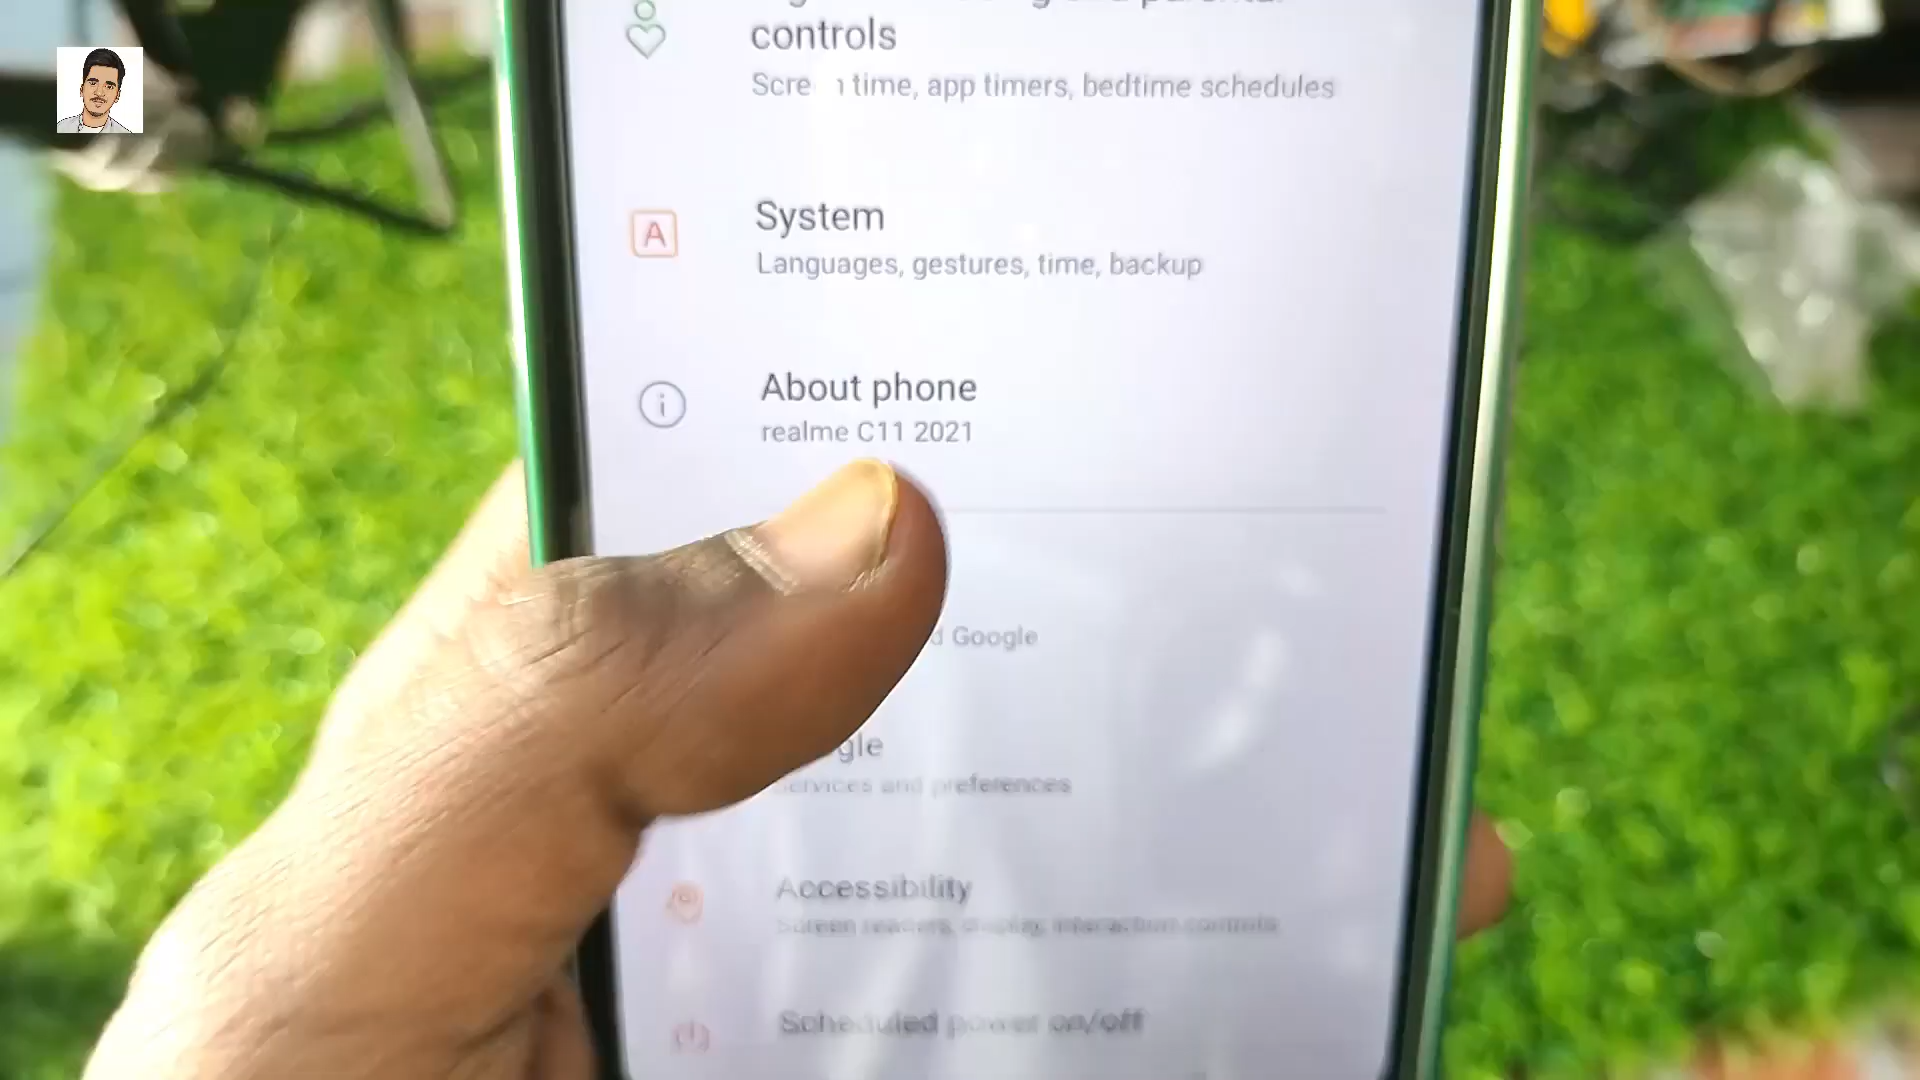 controls
time, app timers, bedtime schedules
System
Languages, gestures, time, backup
About phone
realme C11 2021
Google
Services and preferences
Accessibility
Screen readers, display, interaction controls
Scheduled power on/off